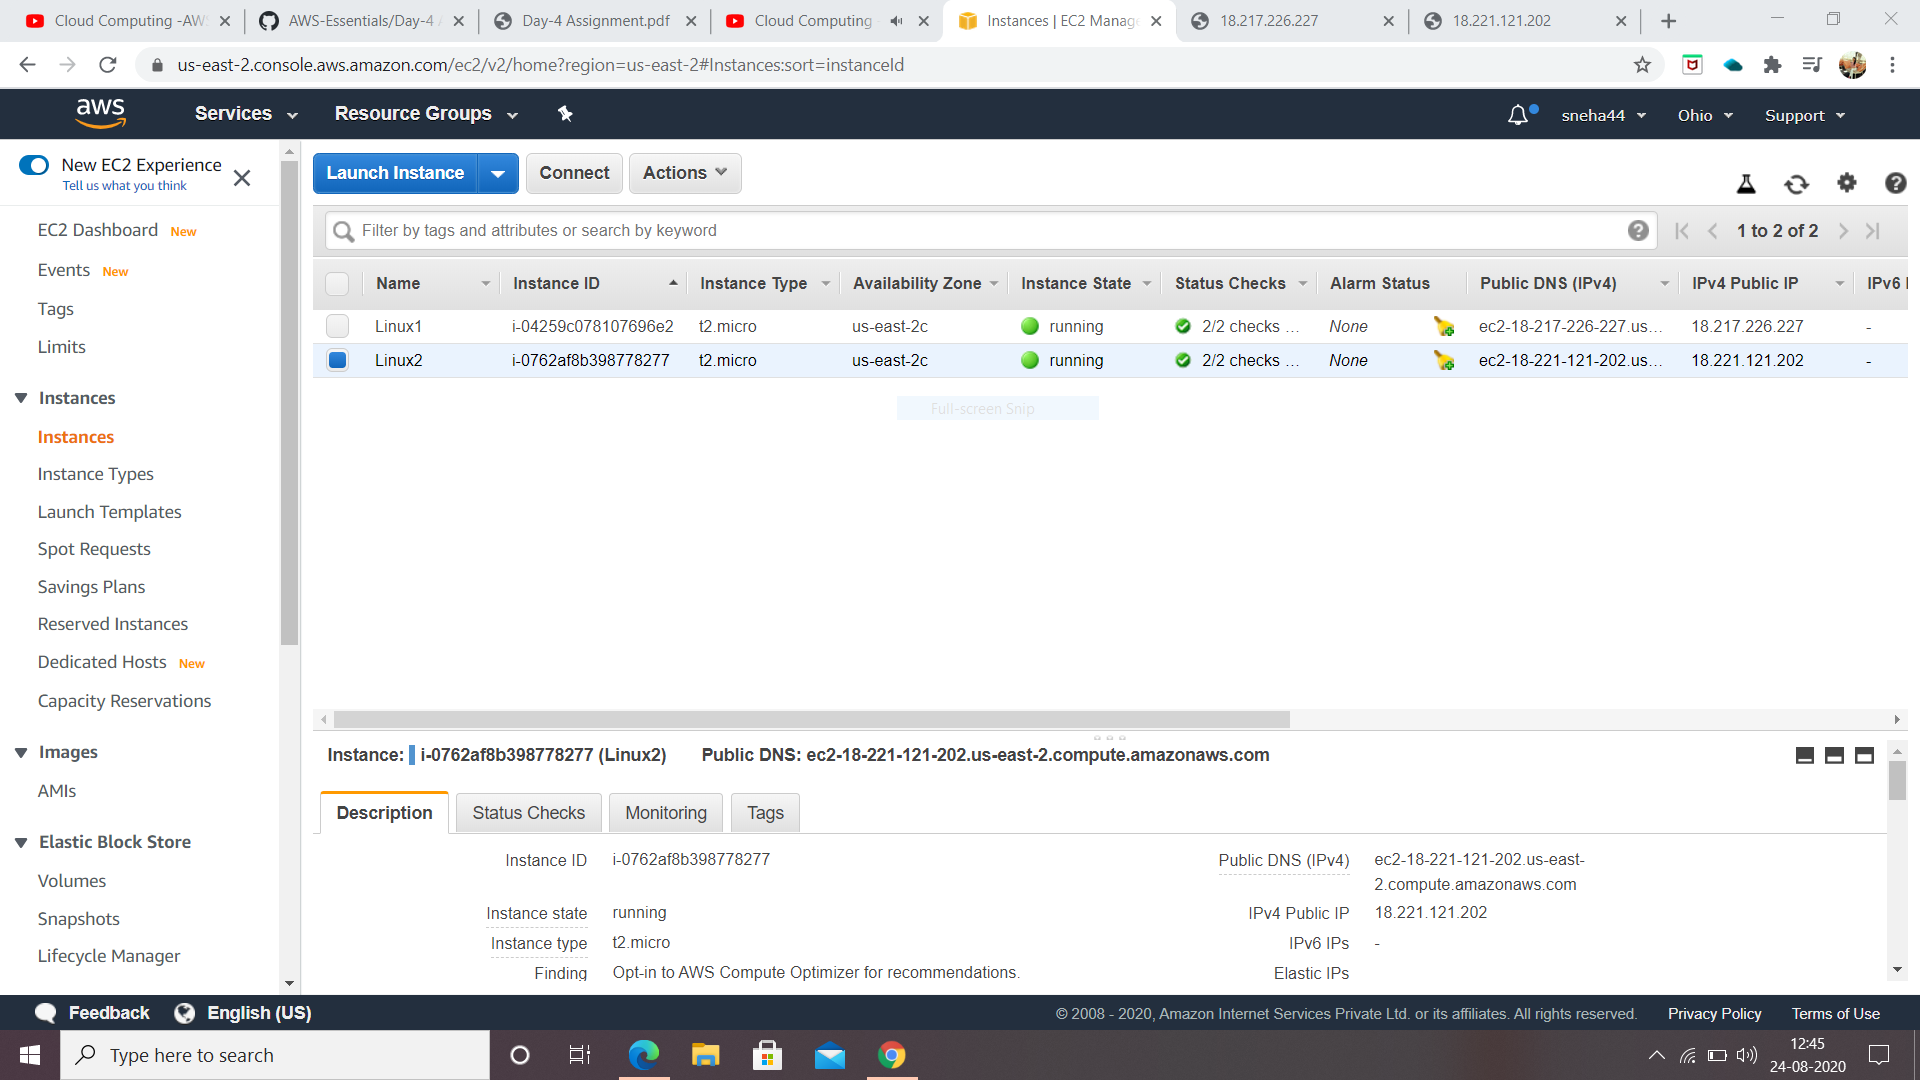 Cloud Computing -AW
AWS-Essentials/Day-4
Day-4 Assignment.pdf
Cloud Computing
Instances | EC2 Manag
18.217.226.227
18.221.121.202
us-east-2.console.aws.amazon.com/ec2/v2/home?region=us-east-2#Instances:sort=instanceId
aws
Services
Resource Groups
sneha44
Ohio
Support
New EC2 Experience
Tell us what you think
EC2 Dashboard New
Events New
Tags
Limits
Instances
Instances
Instance Types
Launch Templates
Spot Requests
Savings Plans
Reserved Instances
Dedicated Hosts New
Capacity Reservations
Images
AMIs
Elastic Block Store
Volumes
Snapshots
Lifecycle Manager
Launch Instance
Connect
Actions
Filter by tags and attributes or search by keyword
1 to 2 of 2
Name Instance ID Instance Type Availability Zone Instance State Status Checks Alarm Status Public DNS (IPv4) IPv4 Public IP IPv6
Linux1 i-04259c078107696e2 t2.micro us-east-2c running 2/2 checks ... None ec2-18-217-226-227.us... 18.217.226.227 -
Linux2 i-0762af8b398778277 t2.micro us-east-2c running 2/2 checks ... None ec2-18-221-121-202.us... 18.221.121.202 -
Full-screen Snip
Instance: i-0762af8b398778277 (Linux2) Public DNS: ec2-18-221-121-202.us-east-2.compute.amazonaws.com
Description
Status Checks
Monitoring
Tags
Instance ID i-0762af8b398778277
Instance state running
Instance type t2.micro
Finding Opt-in to AWS Compute Optimizer for recommendations.
Public DNS (IPv4) ec2-18-221-121-202.us-east-
2.compute.amazonaws.com
IPv4 Public IP 18.221.121.202
IPv6 IPs -
Elastic IPs
Feedback
English (US)
© 2008 - 2020, Amazon Internet Services Private Ltd. or its affiliates. All rights reserved.
Privacy Policy
Terms of Use
Type here to search
12:45
24-08-2020